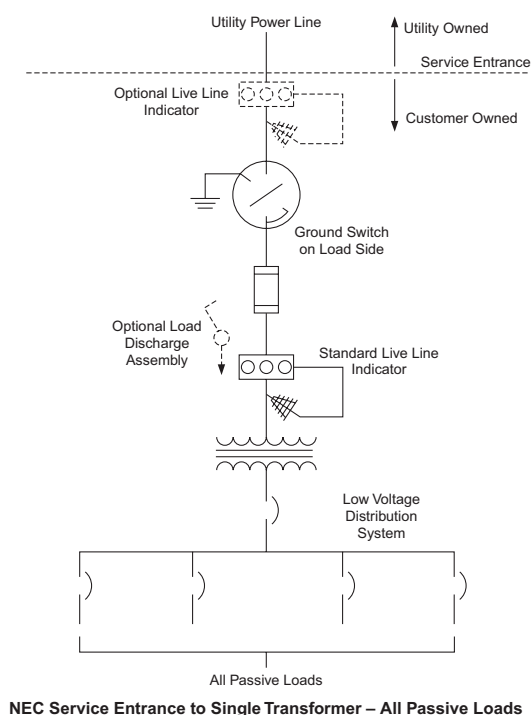 Utility Power Line
Utility Owned
Service Entrance
Optional Live Line
Indicator
Customer Owned
Ground Switch
on Load Side
Optional Load
Discharge
Assembly
Standard Live Line
Indicator
Low Voltage
Distribution
System
All Passive Loads
NEC Service Entrance to Single Transformer – All Passive Loads